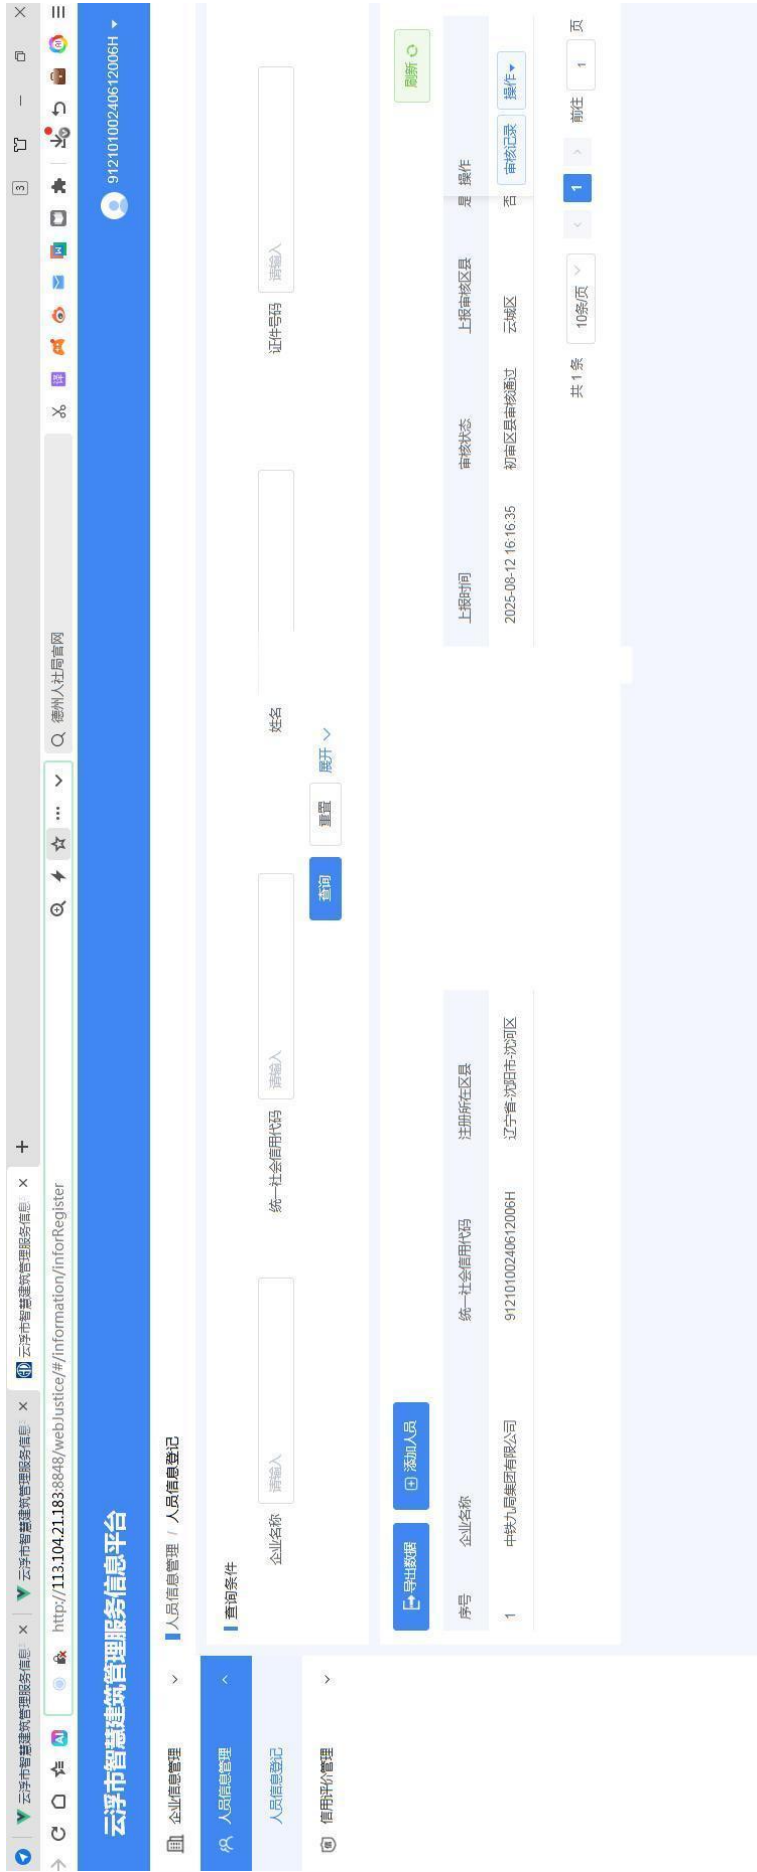 云浮市智慧建筑管理服务信息
云浮市智慧建筑管理服务信息
云浮市智慧建筑管理服务信息
3
http://113.104.21.183:8848/webJustice/#/information/inforRegister
德州人社局官网
云浮市智慧建筑管理服务信息平台
91210100240612006H
企业信息管理
人员信息管理
人员信息登记
信用评价管理
人员信息管理 / 人员信息登记
查询条件
企业名称 请输入
统一社会信用代码 请输入
姓名
证件号码 请输入
查询 重置 展开
导出数据 添加人员 刷新
序号 企业名称 统一社会信用代码 注册所在区县 上报时间 审核状态 上报审核区县 是 操作
1 中铁九局集团有限公司 91210100240612006H 辽宁省-沈阳市-沈河区 2025-08-12 16:16:35 初审区县审核通过 云城区 否 审核记录 操作
共 1 条 10条/页 1 前往 1 页